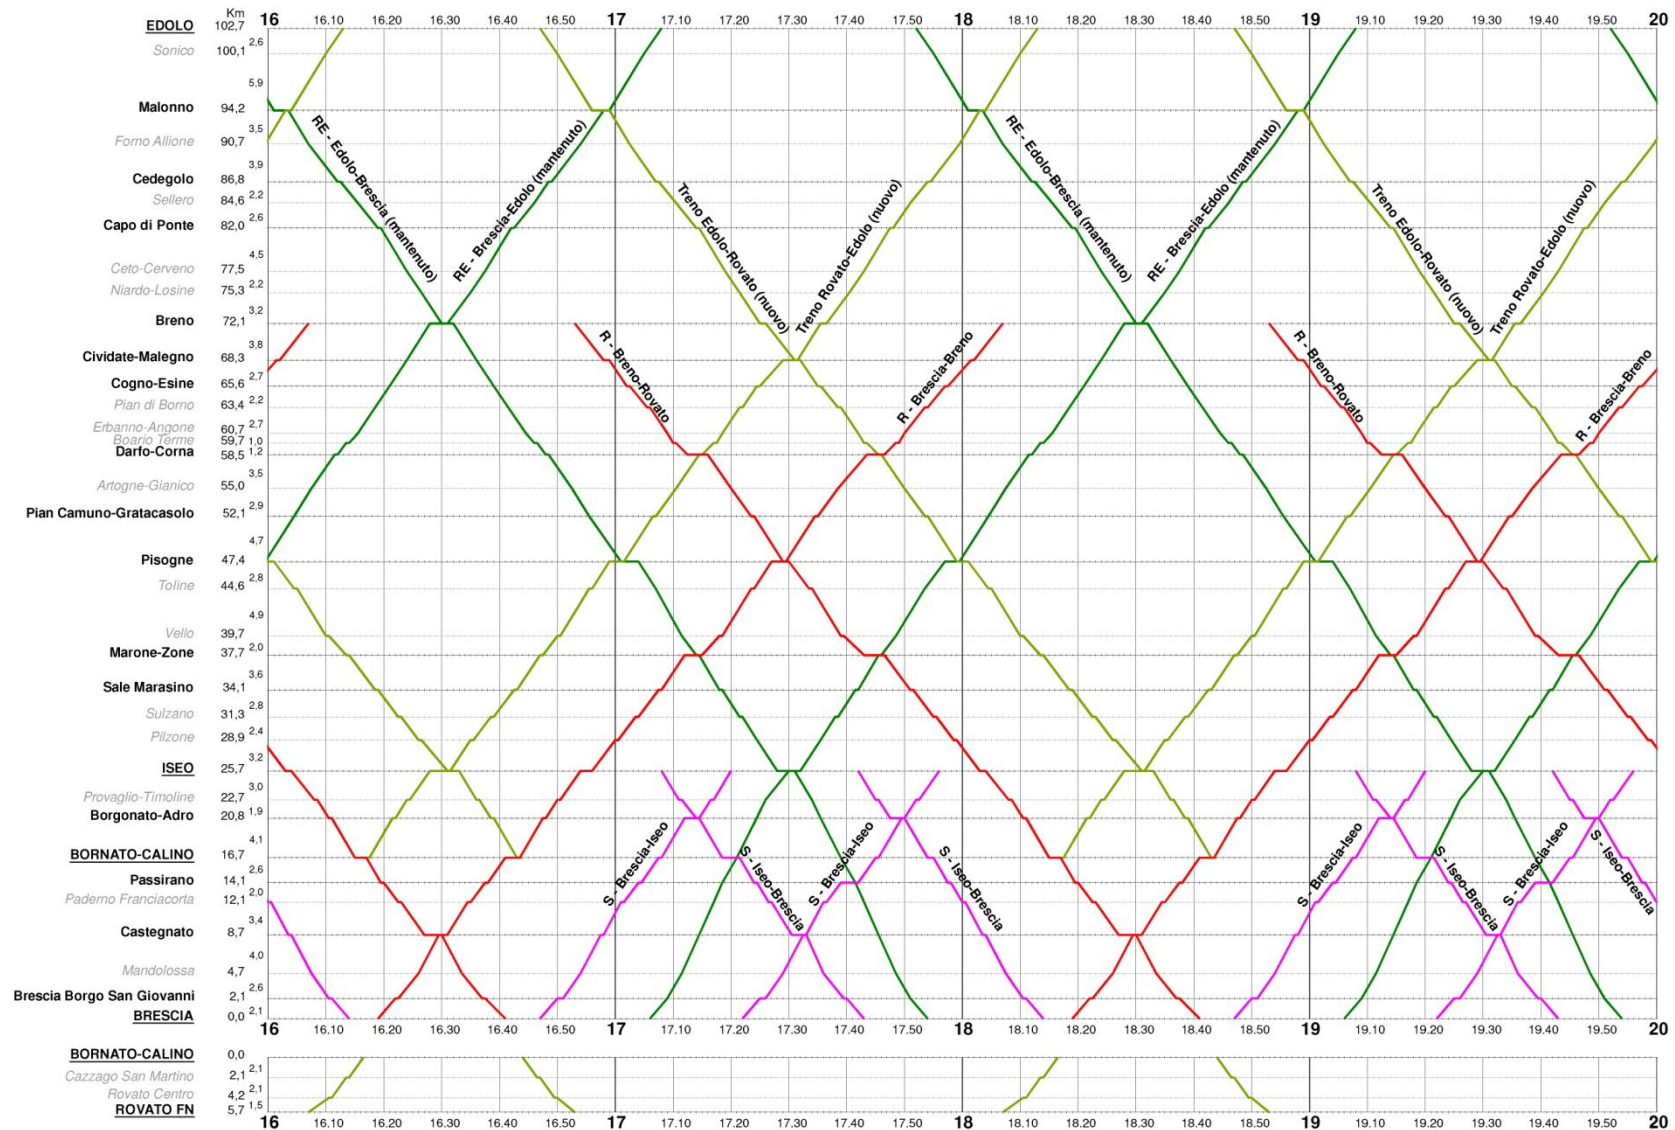 Km
16 16.10 16.20 16.30 16.50 17 17.10 17.20 17.30 17.50 18 18.10 18.20 18.30 18.50 19 19.10 19.20 19.30 19.40 19.50 20
EDOLO 102,7
2,6
Sonico 100,1
5,9
Malonno 94,2
3,5
Forno Allione 90,7
3,9
Cedegolo 86,8
2,2
Sellero 84,6
2,6
Capo di Ponte 82,0
4,5
Ceto-Cerveno 77,5
2,2
Niardo-Losine 75,3
3,2
Breno 72,1
3,8
Cividate-Malegno 68,3
2,7
Cogno-Esine 65,6
2,2
Pian di Borno 63,4
2,7
Erbanno-Angone 60,7
1,0
Boario Terme 59,7
1,2
Darfo-Corna 58,5
3,5
Artogne-Gianico 55,0
2,9
Pian Camuno-Gratacasolo 52,1
4,7
Pisogne 47,4
2,8
Toline 44,6
4,9
Vello 39,7
2,0
Marone-Zone 37,7
3,6
Sale Marasino 34,1
2,8
Sulzano 31,3
2,4
Pilzone 28,9
3,2
ISEO 25,7
3,0
Provaglio-Timoline 22,7
1,9
Borgonato-Adro 20,8
4,1
BORNATO-CALINO 16,7
2,6
Passirano 14,1
2,0
Paderno Franciacorta 12,1
3,4
Castegnato 8,7
4,0
Mandolossa 4,7
2,6
Brescia Borgo San Giovanni 2,1
2,1
BRESCIA 0,0
RE - Edolo-Brescia (mantenuto)
RE - Brescia-Edolo (mantenuto)
Treno Edolo-Rovato (nuovo)
Treno Rovato-Edolo (nuovo)
RE - Edolo-Brescia (mantenuto)
RE - Brescia-Edolo (mantenuto)
Treno Edolo-Rovato (nuovo)
Treno Rovato-Edolo (nuovo)
R - Breno-Rovato
R - Brescia-Breno
R - Breno-Rovato
R - Brescia-Breno
S - Brescia-Iseo
S - Iseo-Brescia
S - Brescia-Iseo
S - Iseo-Brescia
S - Brescia-Iseo
S - Iseo-Brescia
S - Brescia-Iseo
S - Iseo-Brescia
16 16.10 16.20 16.30 16.50 17 17.10 17.20 17.30 17.40 17.50 18 18.10 18.20 18.30 18.40 18.50 19 19.10 19.20 19.30 19.40 19.50 20
BORNATO-CALINO 0,0
2,1
Cazzago San Martino 2,1
2,1
Rovato Centro 4,2
1,5
ROVATO FN 5,7
16 16.10 16.20 16.30 16.50 17 17.10 17.20 17.30 17.40 17.50 18 18.10 18.20 18.30 18.40 18.50 19 19.10 19.20 19.30 19.40 19.50 20